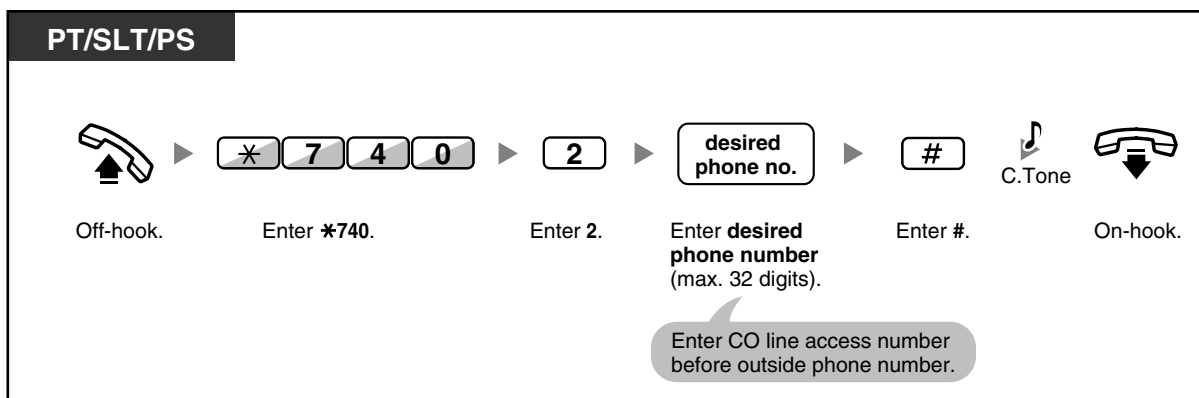 PT/SLT/PS
* 7 4 0
2
desired
phone no.
#
C.Tone
Off-hook.
Enter *740.
Enter 2.
Enter desired
phone number
(max. 32 digits).
Enter #.
On-hook.
Enter CO line access number
before outside phone number.